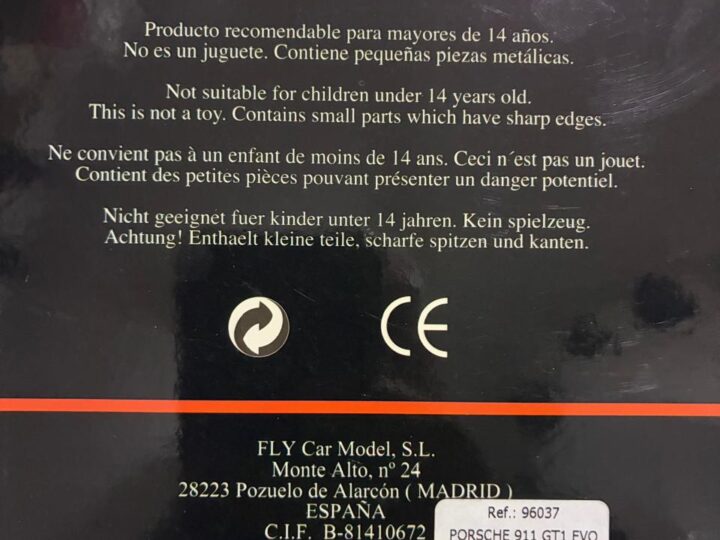 Producto recomendable para mayores de 14 años.
No es un juguete. Contiene pequeñas piezas metálicas.
Not suitable for children under 14 years old.
This is not a toy. Contains small parts which have sharp edges.
Ne convient pas à un enfant de moins de 14 ans. Ceci n´est pas un jouet.
Contient des petites pièces pouvant présenter un danger potentiel.
Nicht geeignet fuer kinder unter 14 jahren. Kein spielzeug.
Achtung! Enthaelt kleine teile, scharfe spitzen und kanten.
CE
FLY Car Model, S.L.
Monte Alto, nº 24
28223 Pozuelo de Alarcón ( MADRID )
ESPAÑA
C.I.F. B-81410672
Ref.: 96037
PORSCHE 911 GT1 EVO